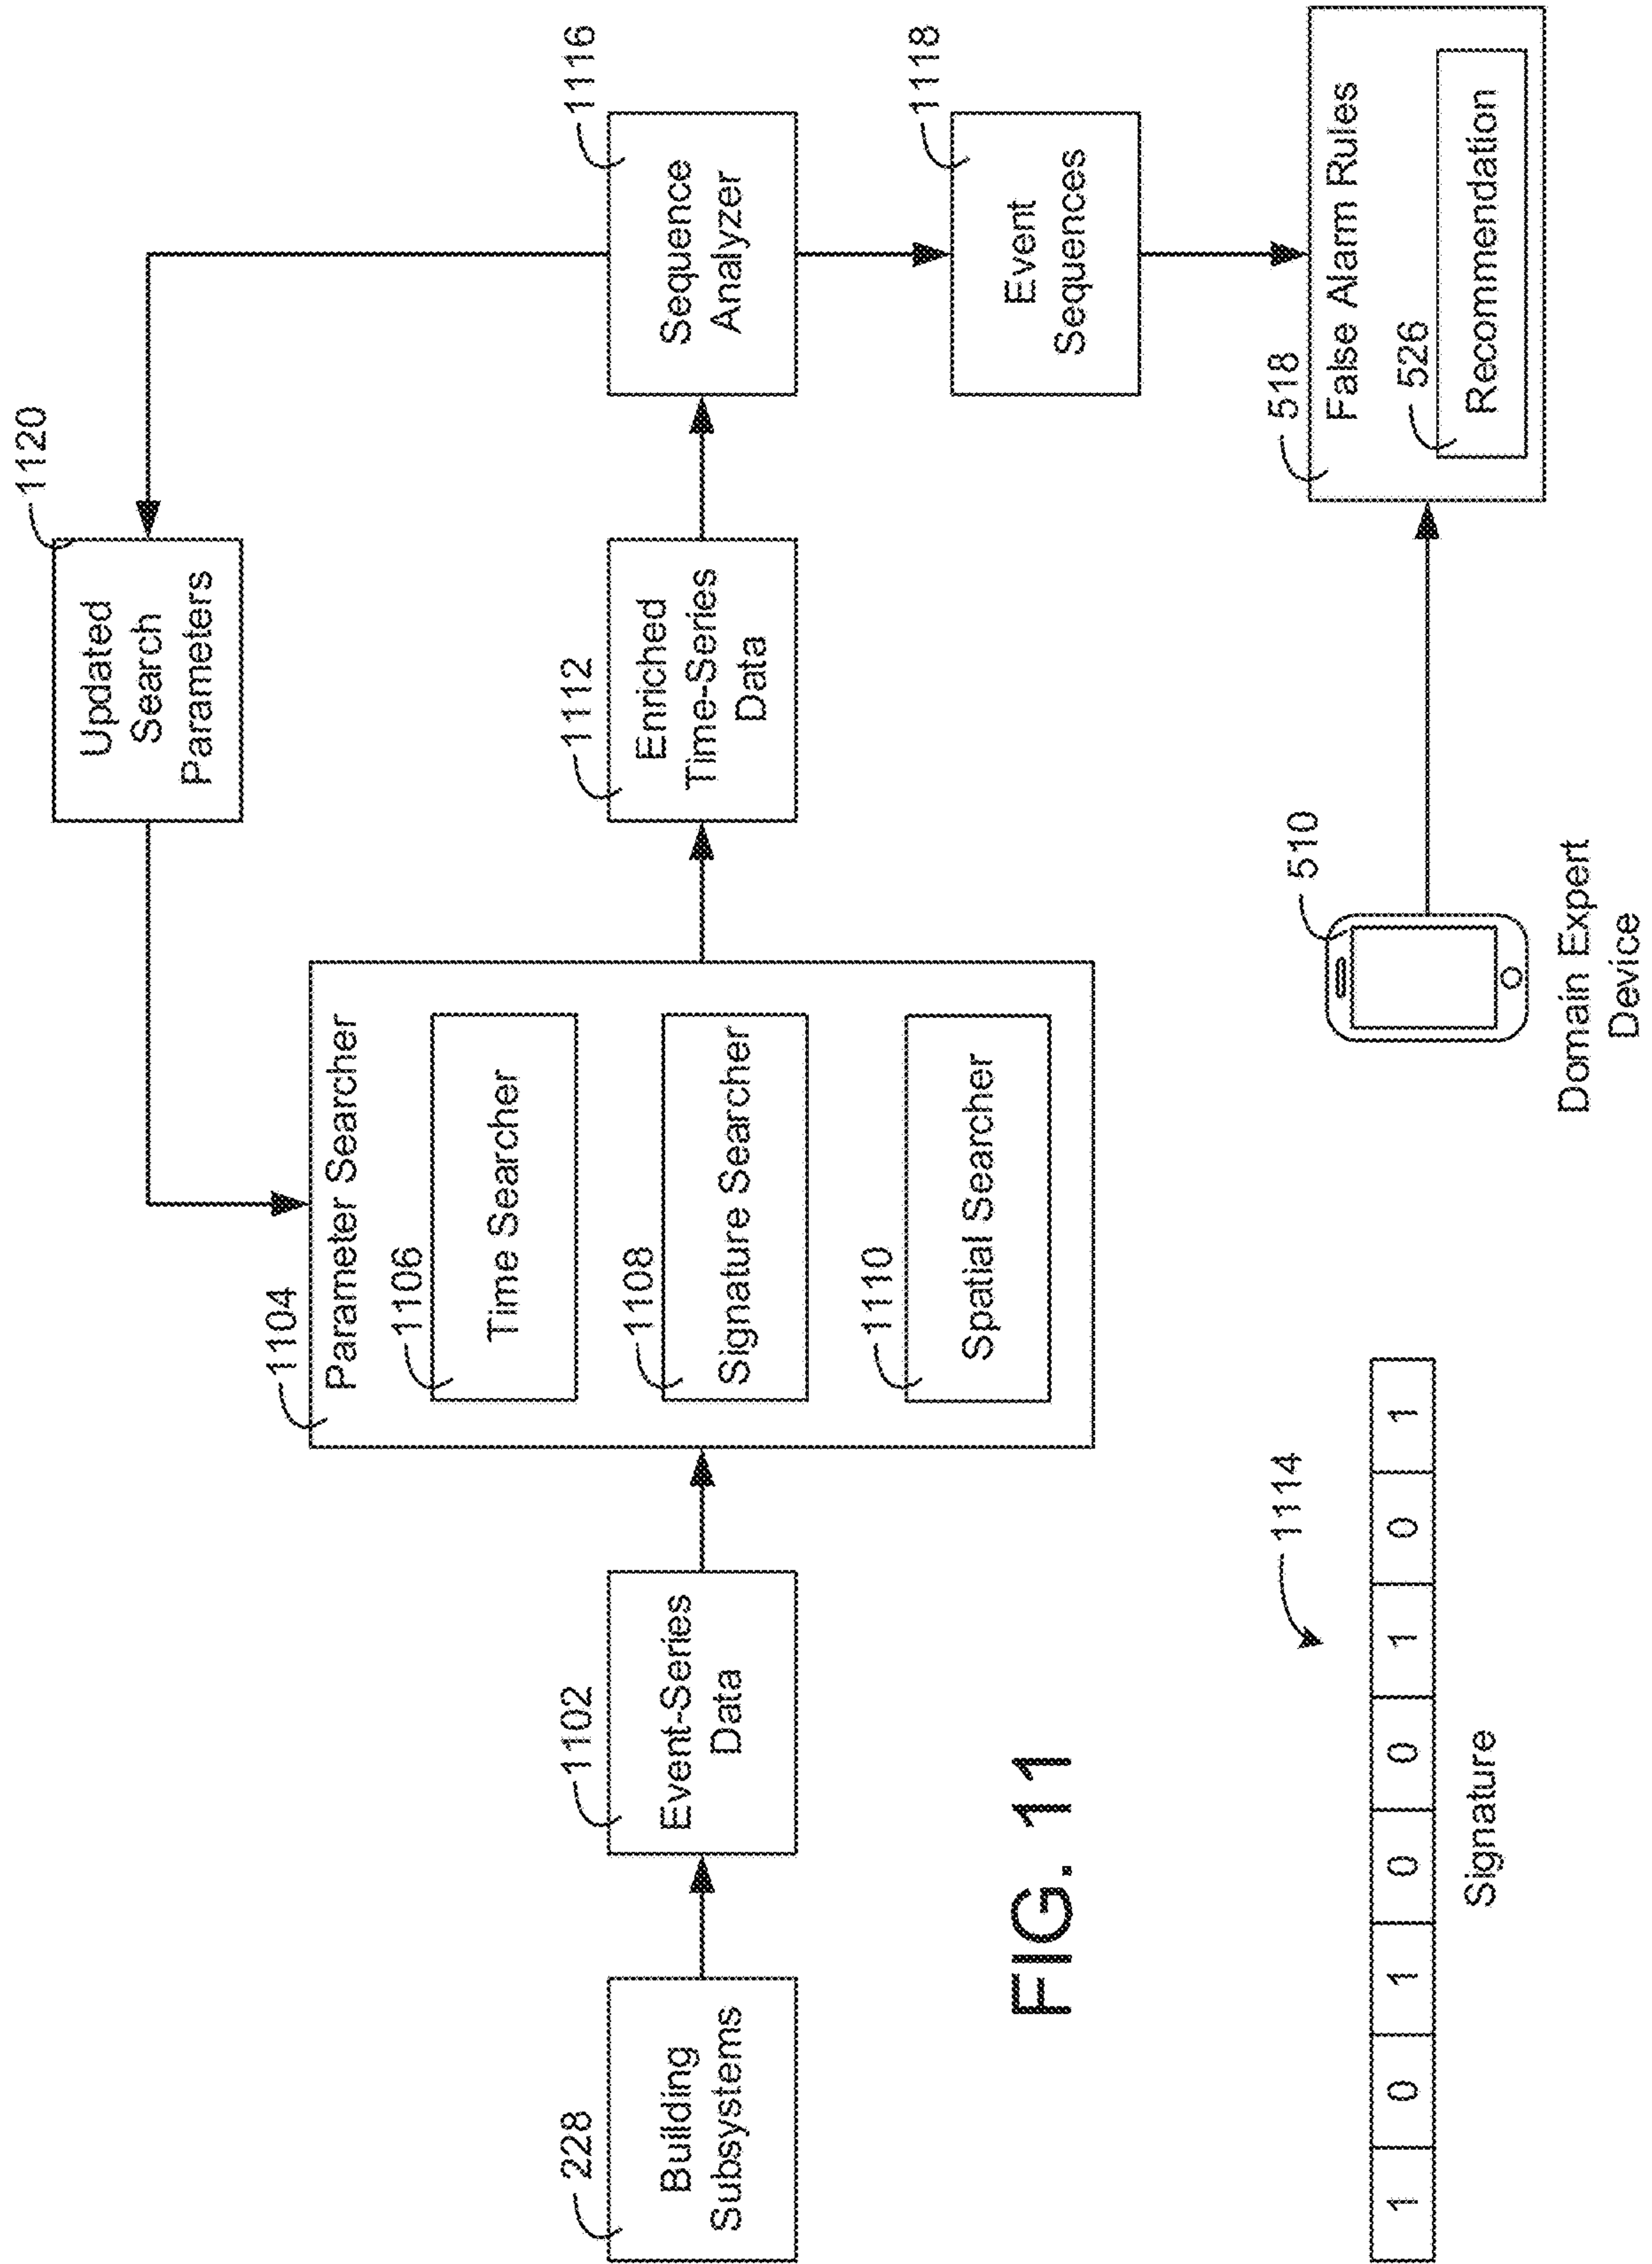 1120
Updated
Search
Parameters
1104
Parameter Searcher
1106
Time Searcher
1108
Signature Searcher
1110
Spatial Searcher
228
Building
Subsystems
1102
Event-Series
Data
1112
Enriched
Time-Series
Data
1116
Sequence
Analyzer
1118
Event
Sequences
518
False Alarm Rules
526
Recommendation
510
Domain Expert
Device
FIG. 11
1114
1 0 1 0 0 1 0 1
Signature